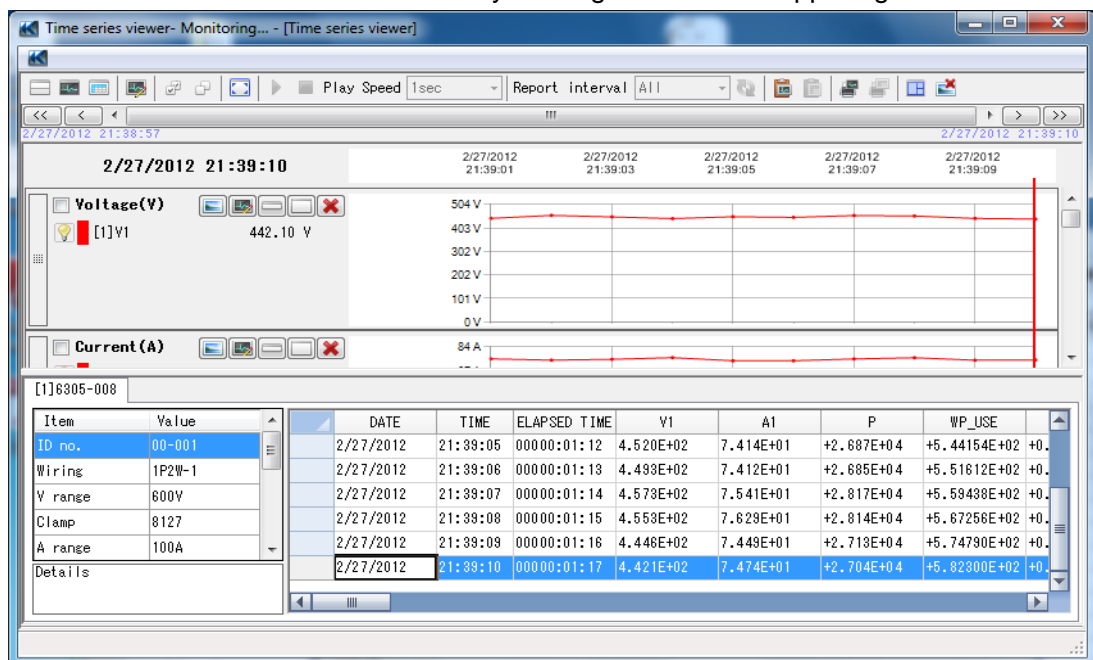 Time series viewer- Monitoring... - [Time series viewer]
Play Speed 1sec Report interval All
<< < > >>
2/27/2012 21:38:57 2/27/2012 21:39:10
2/27/2012 21:39:10
2/27/2012 21:39:01 2/27/2012 21:39:03 2/27/2012 21:39:05 2/27/2012 21:39:07 2/27/2012 21:39:09
Voltage(V)
[1]V1 442.10 V
504 V
403 V
302 V
202 V
101 V
0 V
Current(A)
84 A
[1]6305-008
Item Value
ID no. 00-001
Wiring 1P2W-1
V range 600V
Clamp 8127
A range 100A
Details
DATE TIME ELAPSED TIME V1 A1 P WP_USE
2/27/2012 21:39:05 00000:01:12 4.520E+02 7.414E+01 +2.687E+04 +5.44154E+02 +0.
2/27/2012 21:39:06 00000:01:13 4.493E+02 7.412E+01 +2.685E+04 +5.51612E+02 +0.
2/27/2012 21:39:07 00000:01:14 4.573E+02 7.541E+01 +2.817E+04 +5.59438E+02 +0.
2/27/2012 21:39:08 00000:01:15 4.553E+02 7.629E+01 +2.814E+04 +5.67256E+02 +0.
2/27/2012 21:39:09 00000:01:16 4.446E+02 7.449E+01 +2.713E+04 +5.74790E+02 +0.
2/27/2012 21:39:10 00000:01:17 4.421E+02 7.474E+01 +2.704E+04 +5.82300E+02 +0.